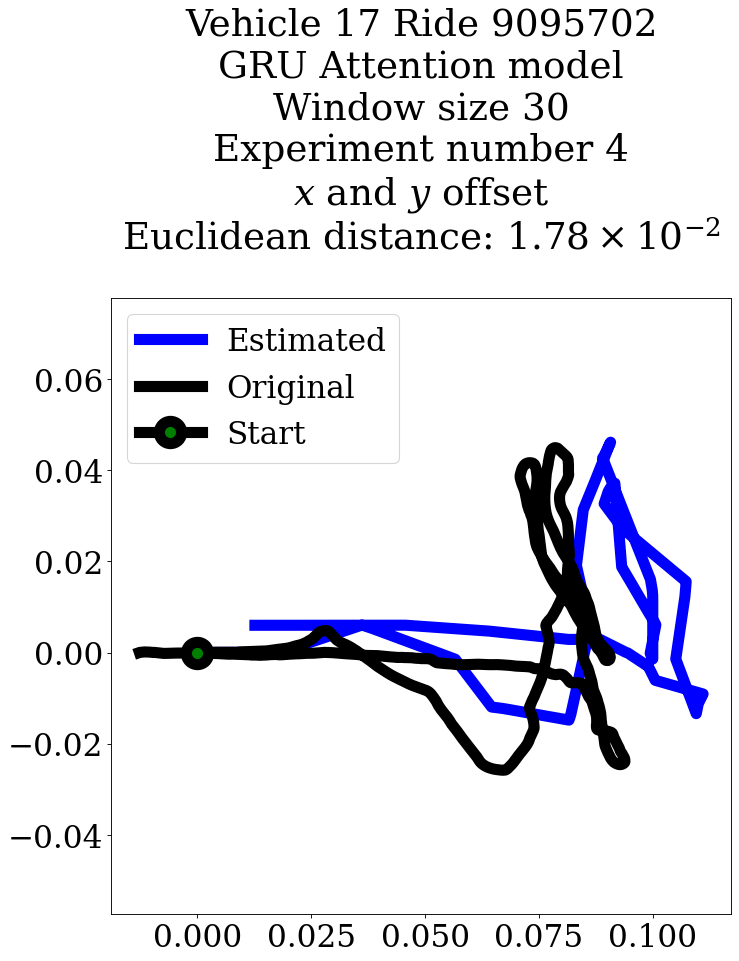 Vehicle 17 Ride 9095702
GRU Attention model
Window size 30
Experiment number 4
x and y offset
Euclidean distance: 1.78 × 10⁻²
Estimated
Original
Start
0.06
0.04
0.02
0.00
−0.02
−0.04
0.000 0.025 0.050 0.075 0.100